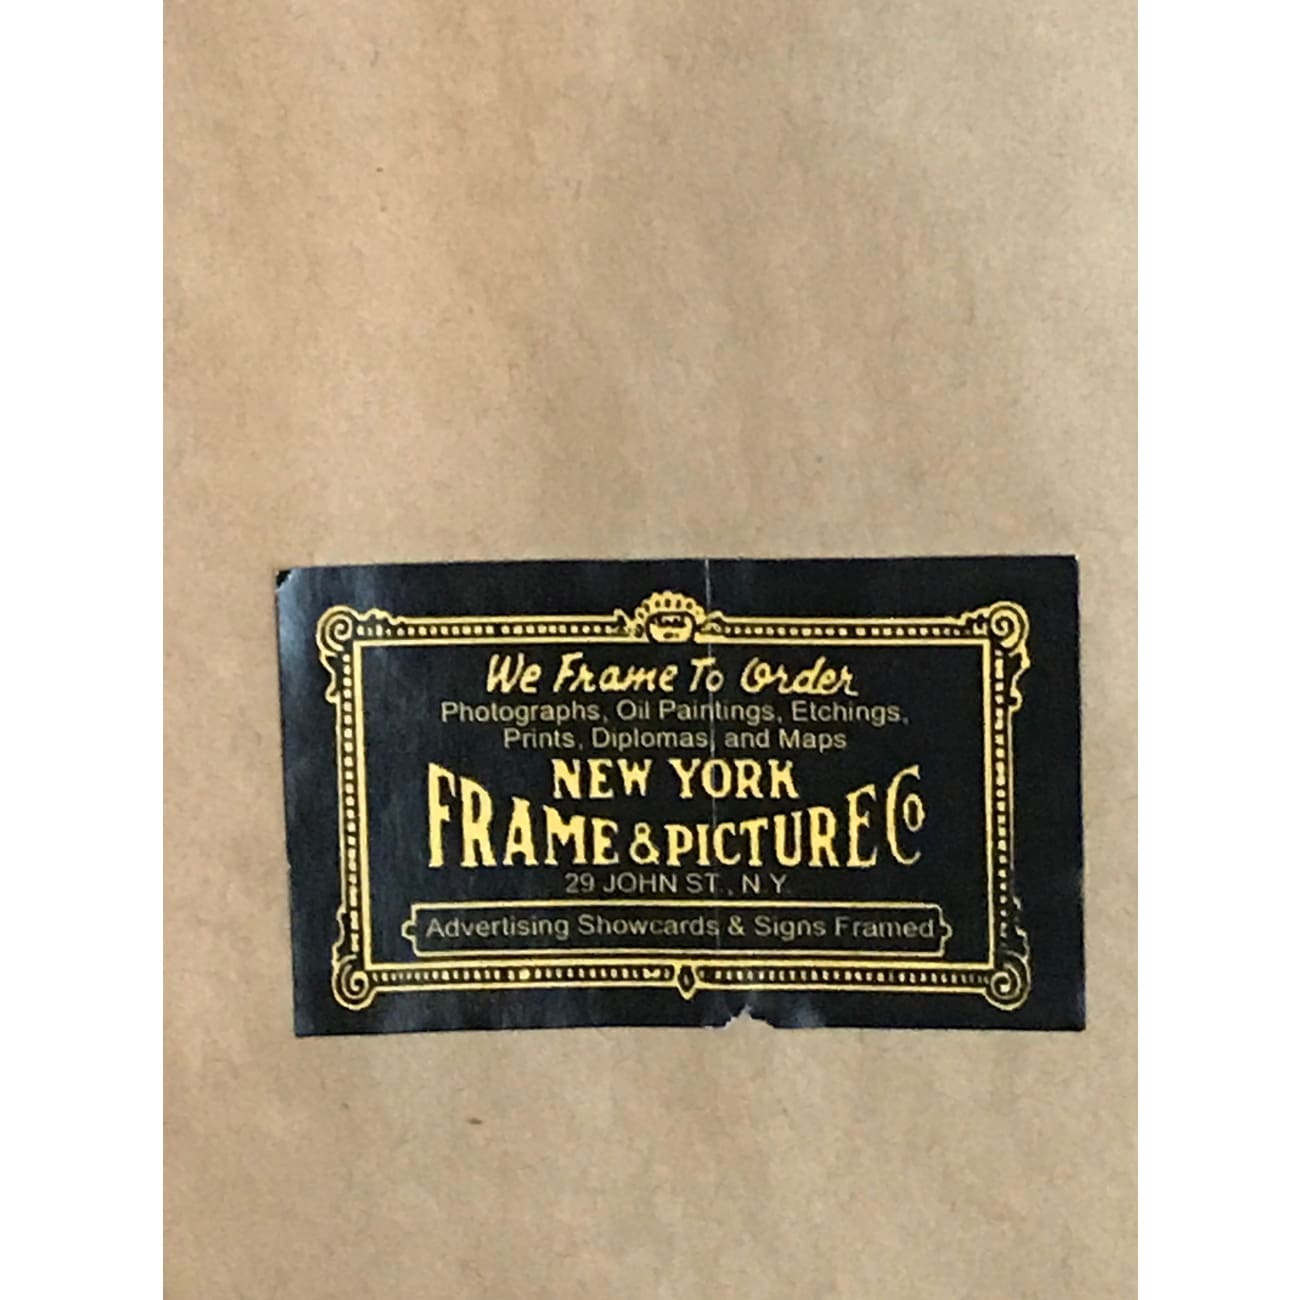 We Frame To Order
Photographs, Oil Paintings, Etchings,
Prints, Diplomas, and Maps
NEW YORK
FRAME & PICTURE Co
29 JOHN ST., N.Y.
Advertising Showcards & Signs Framed